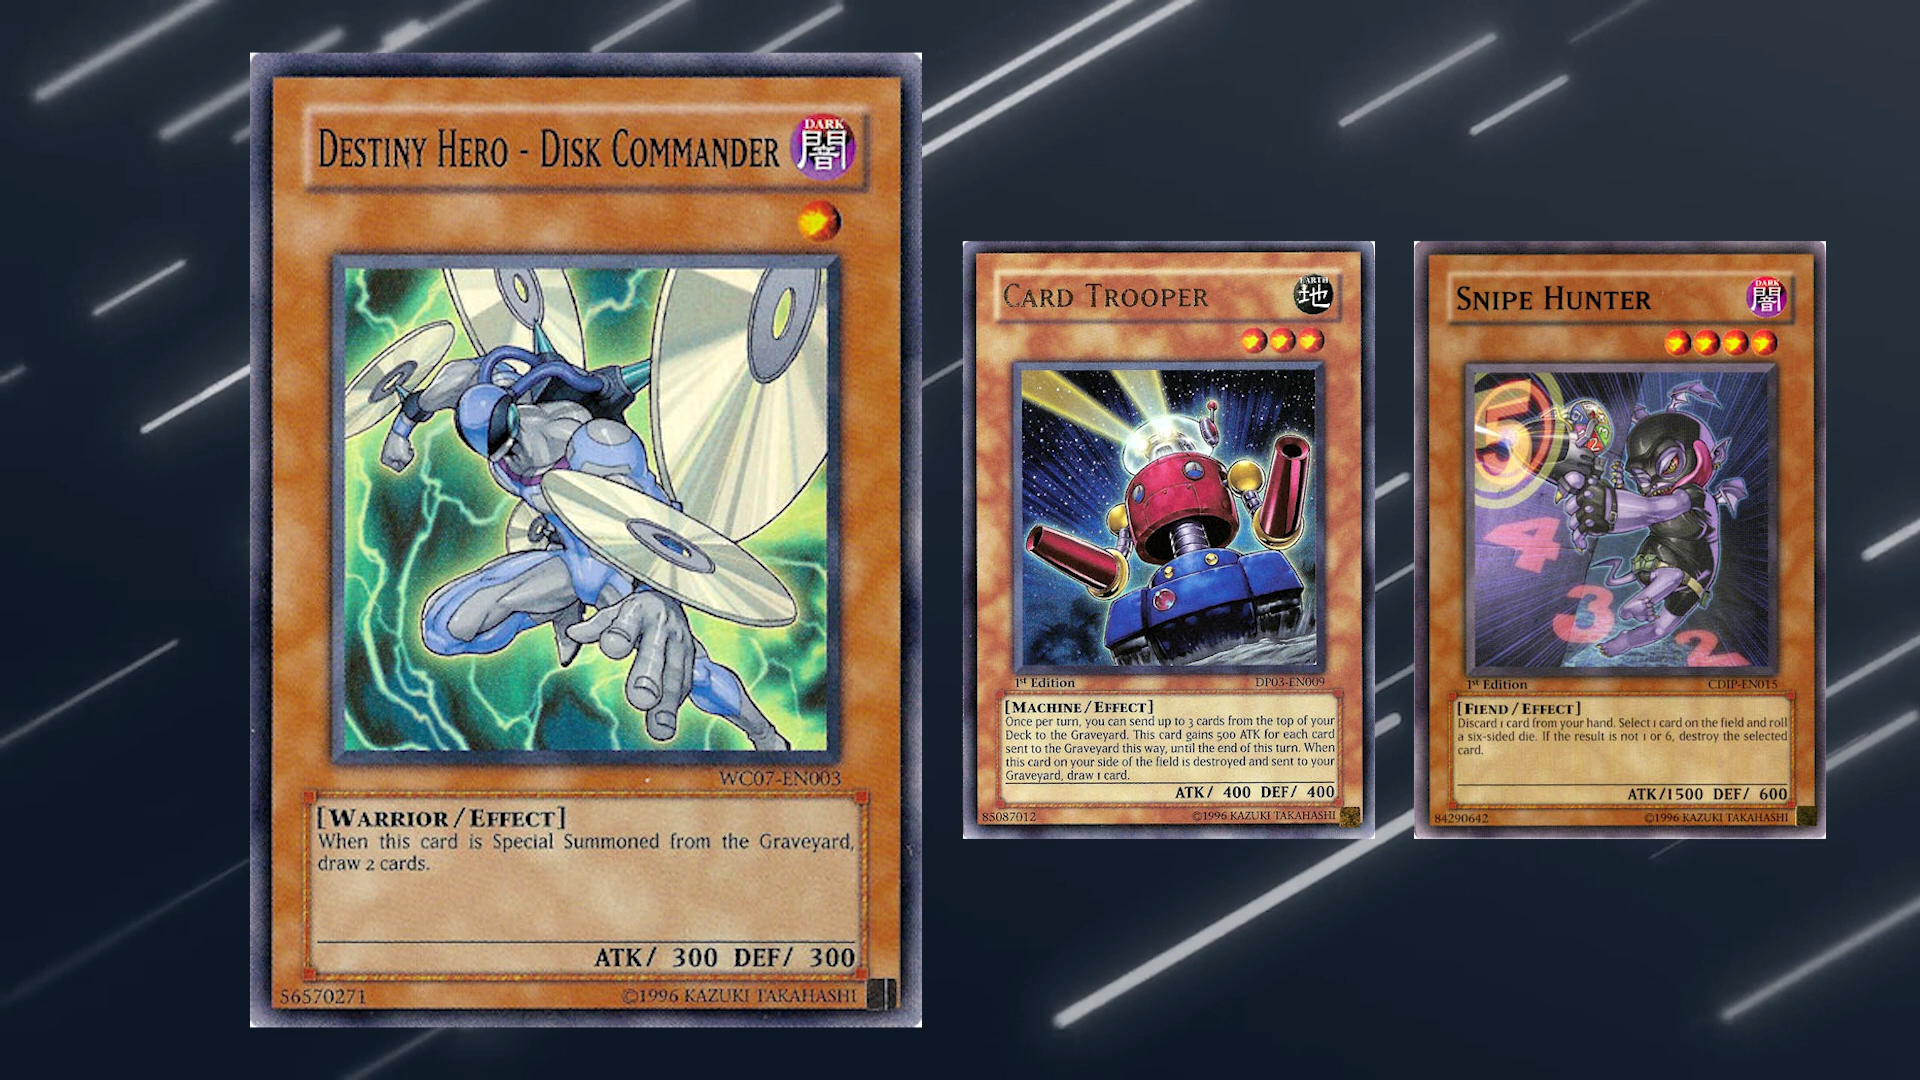 DESTINY HERO - DISK COMMANDER
DARK
闇
WC07-EN003
[WARRIOR / EFFECT]
When this card is Special Summoned from the Graveyard,
draw 2 cards.
ATK/ 300 DEF/ 300
56570271
©1996 KAZUKI TAKAHASHI
CARD TROOPER
EARTH
地
1st Edition
DP03-EN009
[MACHINE / EFFECT]
Once per turn, you can send up to 3 cards from the top of your
Deck to the Graveyard. This card gains 500 ATK for each card
sent to the Graveyard this way, until the end of this turn. When
this card on your side of the field is destroyed and sent to your
Graveyard, draw 1 card.
ATK/ 400 DEF/ 400
85087012
©1996 KAZUKI TAKAHASHI
SNIPE HUNTER
DARK
闇
5
4
3
2
1st Edition
CDIP-EN015
[FIEND / EFFECT]
Discard 1 card from your hand. Select 1 card on the field and roll
a six-sided die. If the result is not 1 or 6, destroy the selected
card.
ATK/1500 DEF/ 600
84290642
©1996 KAZUKI TAKAHASHI